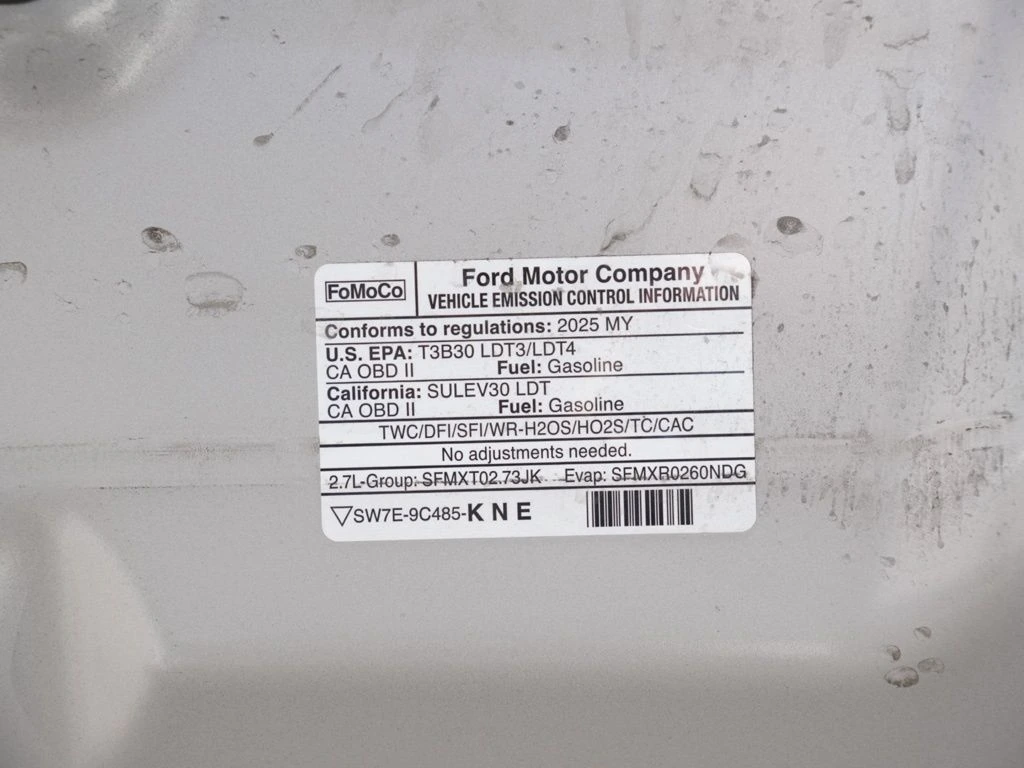 FoMoCo
Ford Motor Company
VEHICLE EMISSION CONTROL INFORMATION
Conforms to regulations: 2025 MY
U.S. EPA: T3B30 LDT3/LDT4
CA OBD II Fuel: Gasoline
California: SULEV30 LDT
CA OBD II Fuel: Gasoline
TWC/DFI/SFI/WR-H2OS/HO2S/TC/CAC
No adjustments needed.
2.7L-Group: SFMXT02.73JK Evap: SFMXR0260NDG
▽SW7E-9C485-K N E